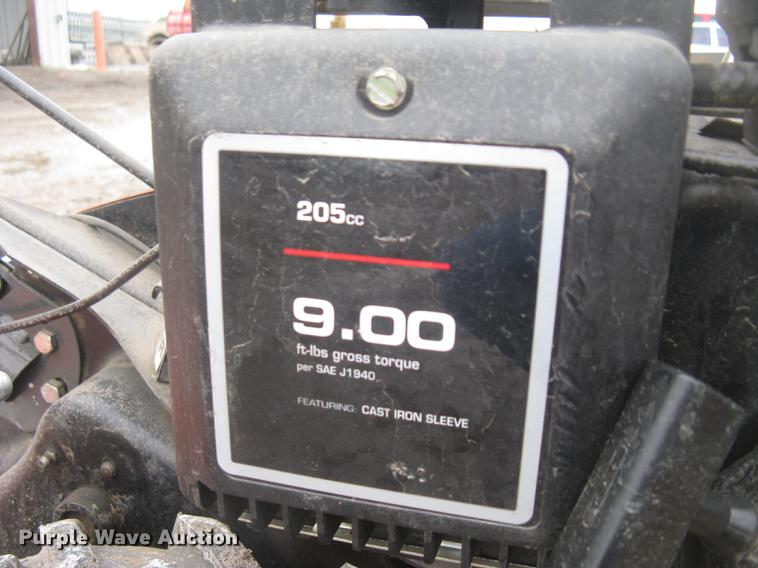 205cc
9.00
ft-lbs gross torque
per SAE J1940
FEATURING: CAST IRON SLEEVE
Purple Wave Auction